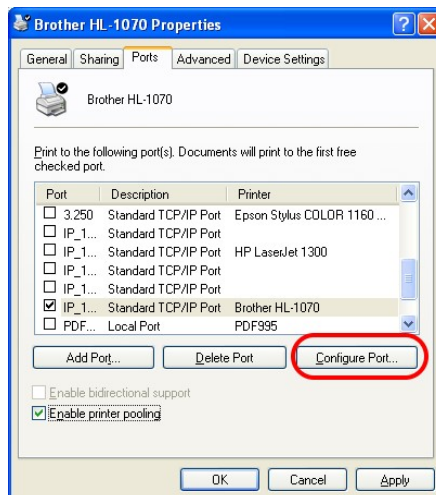 Brother HL-1070 Properties
General Sharing Ports Advanced Device Settings
Brother HL-1070
Print to the following port(s). Documents will print to the first free
checked port.
Port Description Printer
3.250 Standard TCP/IP Port Epson Stylus COLOR 1160 ...
IP_1... Standard TCP/IP Port
IP_1... Standard TCP/IP Port HP LaserJet 1300
IP_1... Standard TCP/IP Port
IP_1... Standard TCP/IP Port
IP_1... Standard TCP/IP Port Brother HL-1070
PDF... Local Port PDF995
Add Port... Delete Port Configure Port...
Enable bidirectional support
Enable printer pooling
OK Cancel Apply